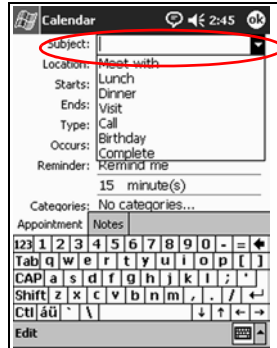 Calendar 2:45 ok
Subject:
Location: Meet with
Lunch
Starts:
Dinner
Ends: Visit
Type: Call
Occurs: Birthday
Complete
Reminder: Remind me
15 minute(s)
Categories: No categories...
Appointment Notes
123 1 2 3 4 5 6 7 8 9 0 - =
Tab q w e r t y u i o p [ ]
CAP a s d f g h j k l ; '
Shift z x c v b n m , . /
Ctl áü ` \
Edit